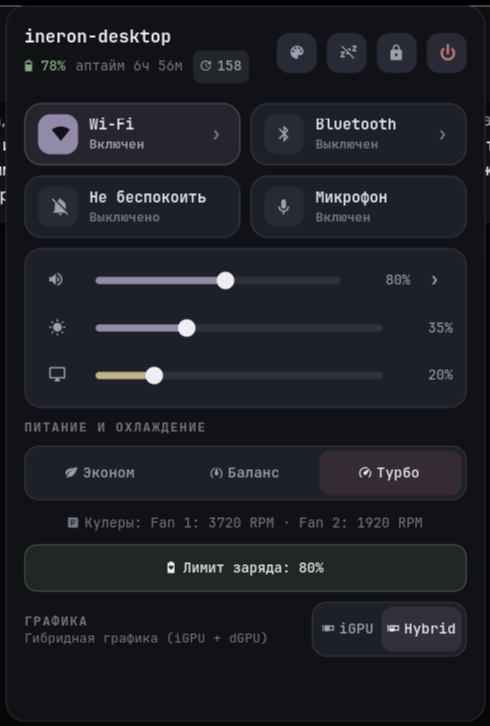 ineron-desktop
78% аптайм 6ч 56м 158
Wi-Fi
Включен
Bluetooth
Выключен
Не беспокоить
Выключено
Микрофон
Включен
80%
35%
20%
ПИТАНИЕ И ОХЛАЖДЕНИЕ
Эконом Баланс Турбо
P Кулеры: Fan 1: 3720 RPM · Fan 2: 1920 RPM
Лимит заряда: 80%
ГРАФИКА
Гибридная графика (iGPU + dGPU)
iGPU Hybrid